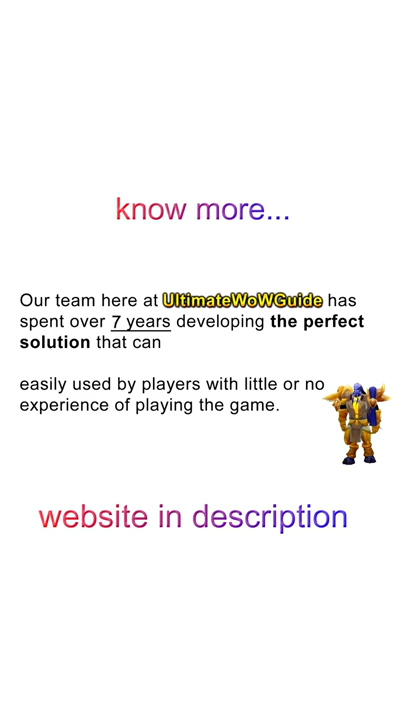 know more...
Our team here at UltimateWoWGuide has
spent over 7 years developing the perfect
solution that can
easily used by players with little or no
experience of playing the game.
website in description